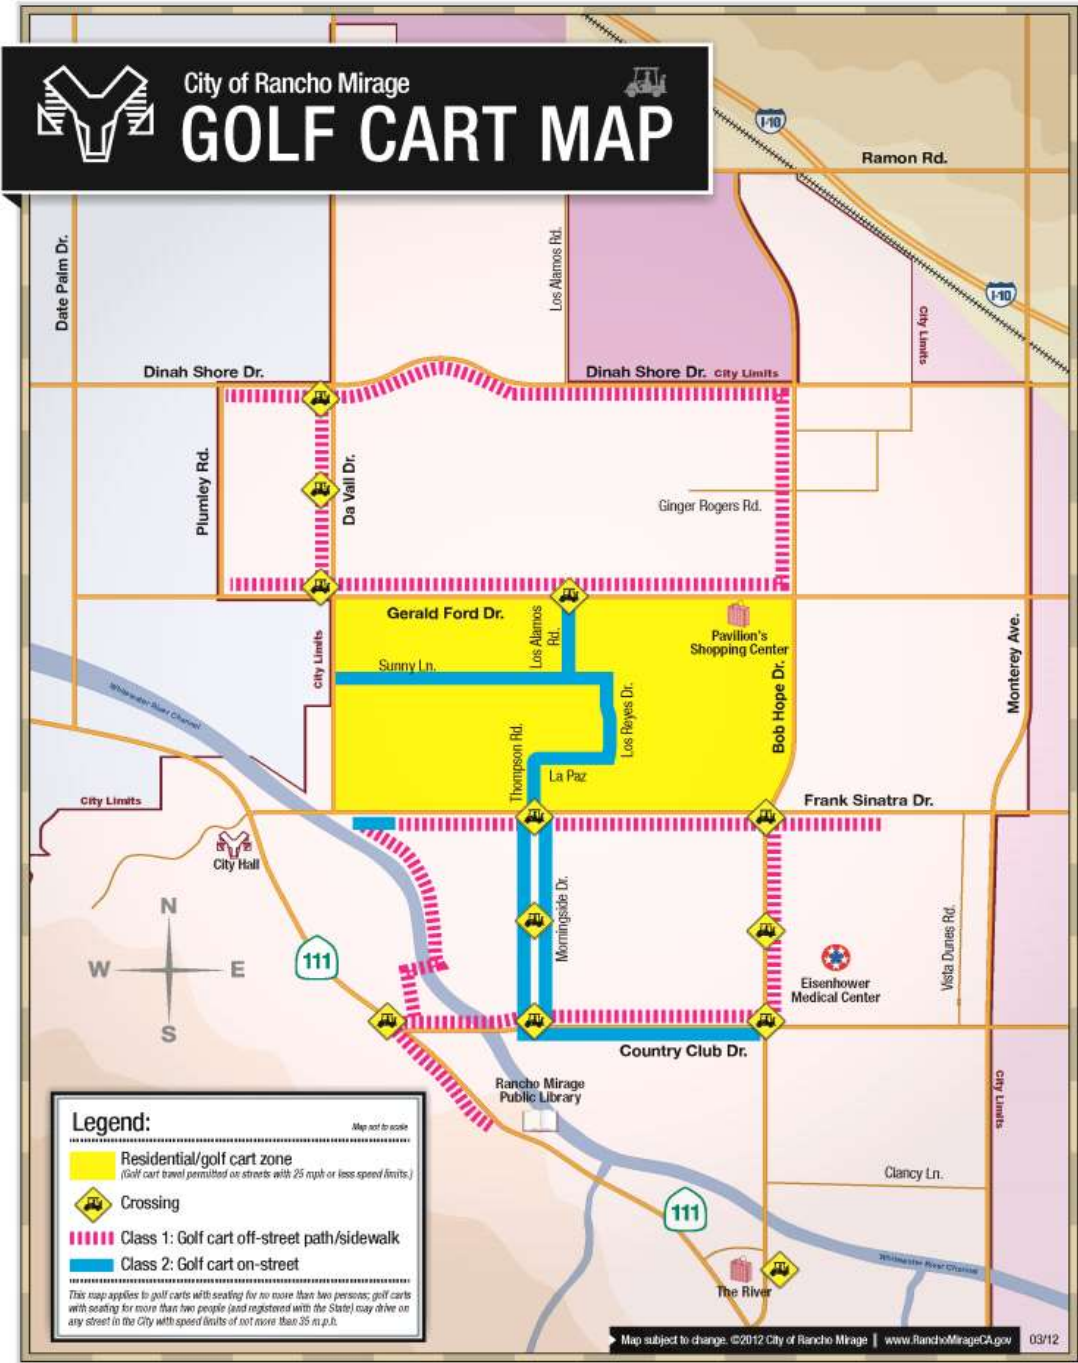 City of Rancho Mirage
GOLF CART MAP
I-10
Ramon Rd.
Date Palm Dr.
Los Alamos Rd.
I-10
City Limits
Dinah Shore Dr.
Dinah Shore Dr. City Limits
Plumley Rd.
Da Vall Dr.
Ginger Rogers Rd.
Gerald Ford Dr.
Los Alamos
Rd.
Pavilion's
Shopping Center
City Limits
Sunny Ln.
Monterey Ave.
Whitewater River Channel
Los Reyes Dr.
Bob Hope Dr.
Thompson Rd.
La Paz
City Limits
Frank Sinatra Dr.
City Hall
N
W
E
S
111
Morningside Dr.
Vista Dunes Rd.
Eisenhower
Medical Center
Country Club Dr.
Rancho Mirage
Public Library
City Limits
Clancy Ln.
111
Whitewater River Channel
The River
Legend:
Map not to scale
Residential/golf cart zone
(Golf cart travel permitted on streets with 25 mph or less speed limits.)
Crossing
Class 1: Golf cart off-street path/sidewalk
Class 2: Golf cart on-street
This map applies to golf carts with seating for no more than two persons; golf carts
with seating for more than two people (and registered with the State) may drive on
any street in the City with speed limits of not more than 35 m.p.h.
Map subject to change. ©2012 City of Rancho Mirage | www.RanchoMirageCA.gov 03/12